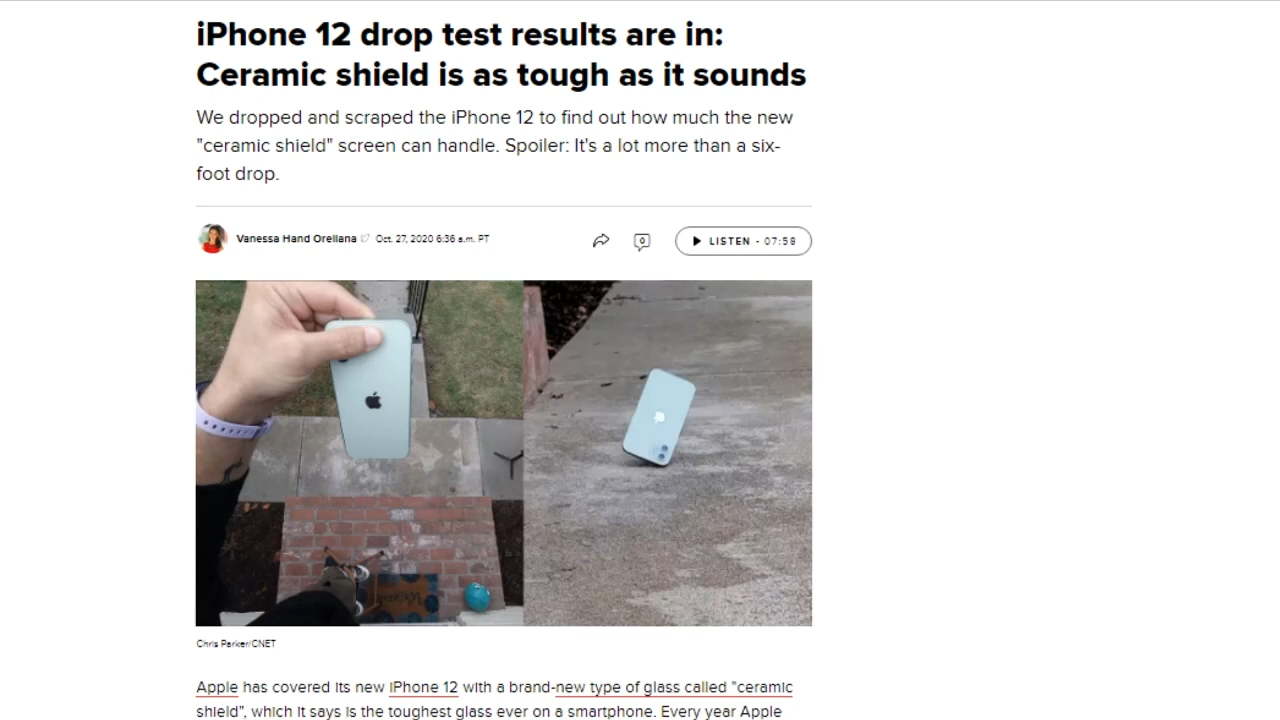 iPhone 12 drop test results are in:
Ceramic shield is as tough as it sounds
We dropped and scraped the iPhone 12 to find out how much the new
"ceramic shield" screen can handle. Spoiler: It's a lot more than a six-
foot drop.
Vanessa Hand Orellana Oct. 27, 2020 6:36 a.m. PT
0
LISTEN - 07:59
Chris Parker/CNET
Apple has covered its new iPhone 12 with a brand-new type of glass called "ceramic
shield", which it says is the toughest glass ever on a smartphone. Every year Apple